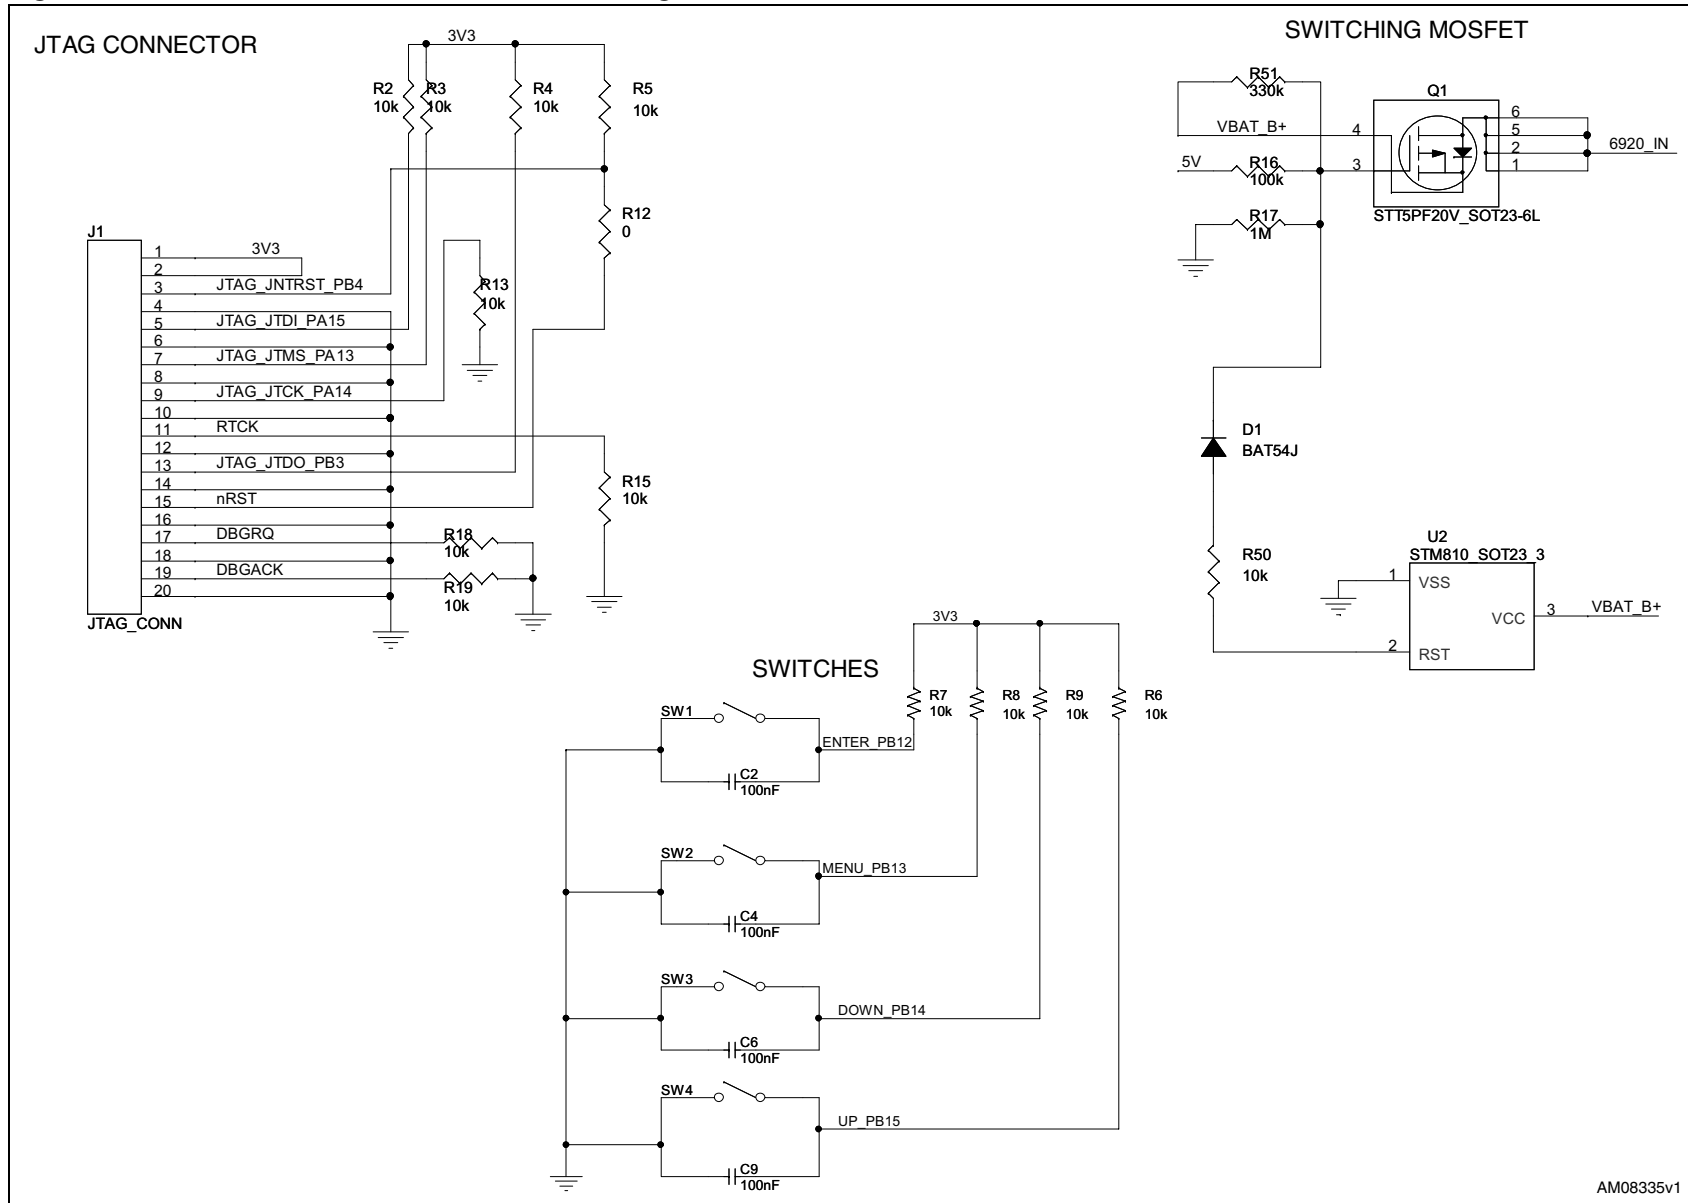 JTAG CONNECTOR
3V3
R2
10k
R3
10k
R4
10k
R5
10k
R12
0
J1
1
3V3
2
3
JTAG_JNTRST_PB4
4
5
JTAG_JTDI_PA15
6
7
JTAG_JTMS_PA13
8
9
JTAG_JTCK_PA14
10
11
RTCK
12
13
JTAG_JTDO_PB3
14
15
nRST
16
17
DBGRQ
18
19
DBGACK
20
JTAG_CONN
R13
10k
R15
10k
R18
10k
R19
10k
SWITCHING MOSFET
R51
330k
VBAT_B+
4
5V
R16
100k
3
R17
1M
Q1
6
5
2
1
6920_IN
STT5PF20V_SOT23-6L
D1
BAT54J
R50
10k
U2
STM810_SOT23_3
1
VSS
VCC
3
VBAT_B+
2
RST
SWITCHES
3V3
R7
10k
R8
10k
R9
10k
R6
10k
SW1
ENTER_PB12
C2
100nF
SW2
MENU_PB13
C4
100nF
SW3
DOWN_PB14
C6
100nF
SW4
UP_PB15
C9
100nF
AM08335v1